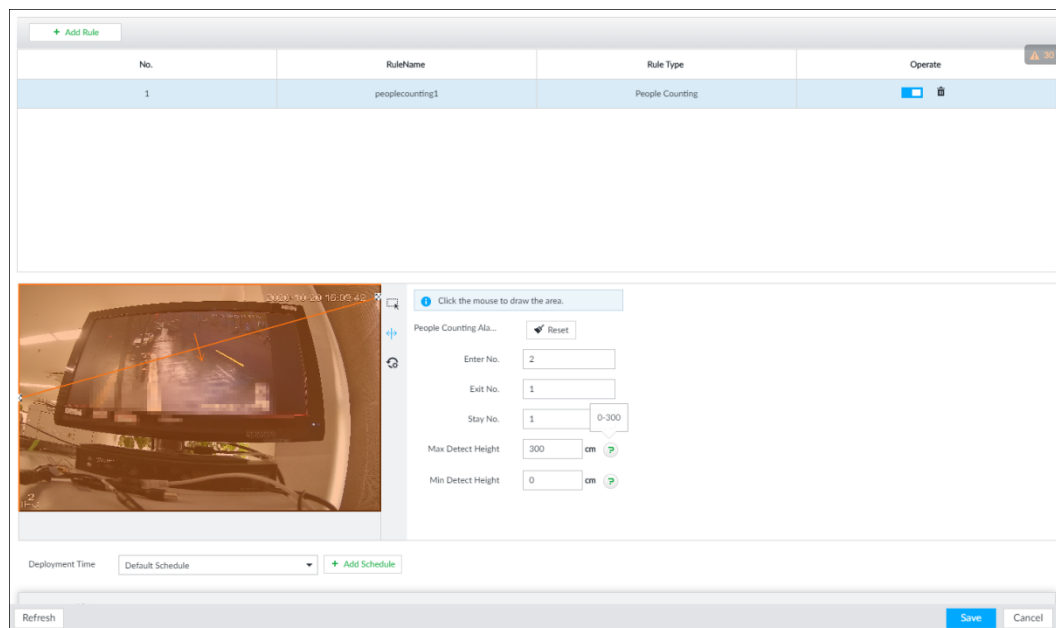 + Add Rule
30
No. RuleName Rule Type Operate
1 peoplecounting1 People Counting
Click the mouse to draw the area.
People Counting Ala... Reset
Enter No. 2
Exit No. 1
Stay No. 1 0-300
Max Detect Height 300 cm ?
Min Detect Height 0 cm ?
2
Deployment Time Default Schedule + Add Schedule
Refresh Save Cancel